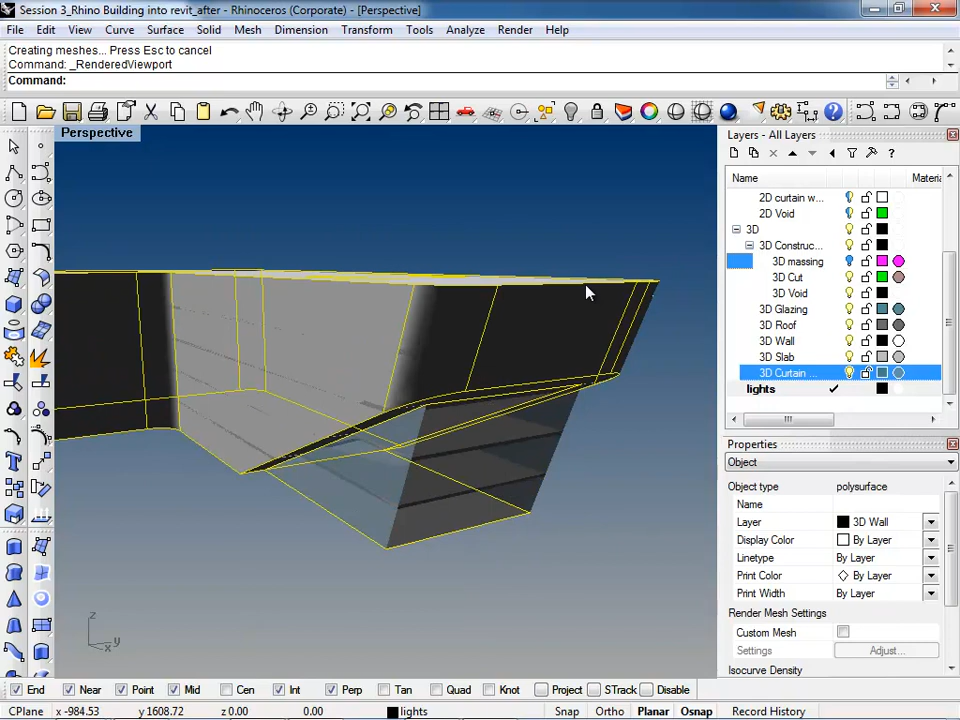 Session 3_Rhino Building into revit_after - Rhinoceros (Corporate) - [Perspective]
File Edit View Curve Surface Solid Mesh Dimension Transform Tools Analyze Render Help
Creating meshes... Press Esc to cancel
Command: _RenderedViewport
Command:
Perspective
Layers - All Layers
Name Materia
2D curtain w...
2D Void
3D
3D Construc...
3D massing
3D Cut
3D Void
3D Glazing
3D Roof
3D Wall
3D Slab
3D Curtain ...
lights
Properties
Object
Object type polysurface
Name
Layer 3D Wall
Display Color By Layer
Linetype By Layer
Print Color By Layer
Print Width By Layer
Render Mesh Settings
Custom Mesh
Settings Adjust...
Isocurve Density
z
y
x
End Near Point Mid Cen Int Perp Tan Quad Knot Project STrack Disable
CPlane x -984.53 y 1608.72 z 0.00 0.00 lights Snap Ortho Planar Osnap Record History